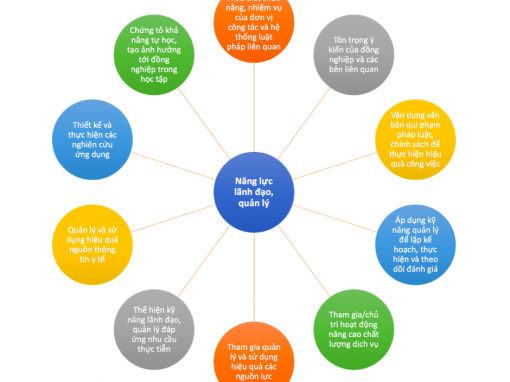 năng, nhiệm vụ
của đơn vị
công tác và hệ
thống luật
pháp liên quan
Tôn trọng ý
kiến của đồng
nghiệp và các
bên liên quan
Vận dụng văn
bản qui phạm
pháp luật,
chính sách để
thực hiện hiệu
quả công việc
Áp dụng kỹ
năng quản lý
để lập kế
hoạch, thực
hiện và theo
dõi đánh giá
Tham gia/chủ
trì hoạt động
nâng cao chất
lượng dịch vụ
Tham gia quản
lý và sử dụng
hiệu quả các
nguồn lực
Thể hiện kỹ
năng lãnh đạo,
quản lý đáp
ứng nhu cầu
thực tiễn
Quản lý và sử
dụng hiệu quả
nguồn thông
tin y tế
Thiết kế và
thực hiện các
nghiên cứu
ứng dụng
Chứng tỏ khả
năng tự học,
tạo ảnh hưởng
tới đồng
nghiệp trong
học tập
Năng lực
lãnh đạo,
quản lý